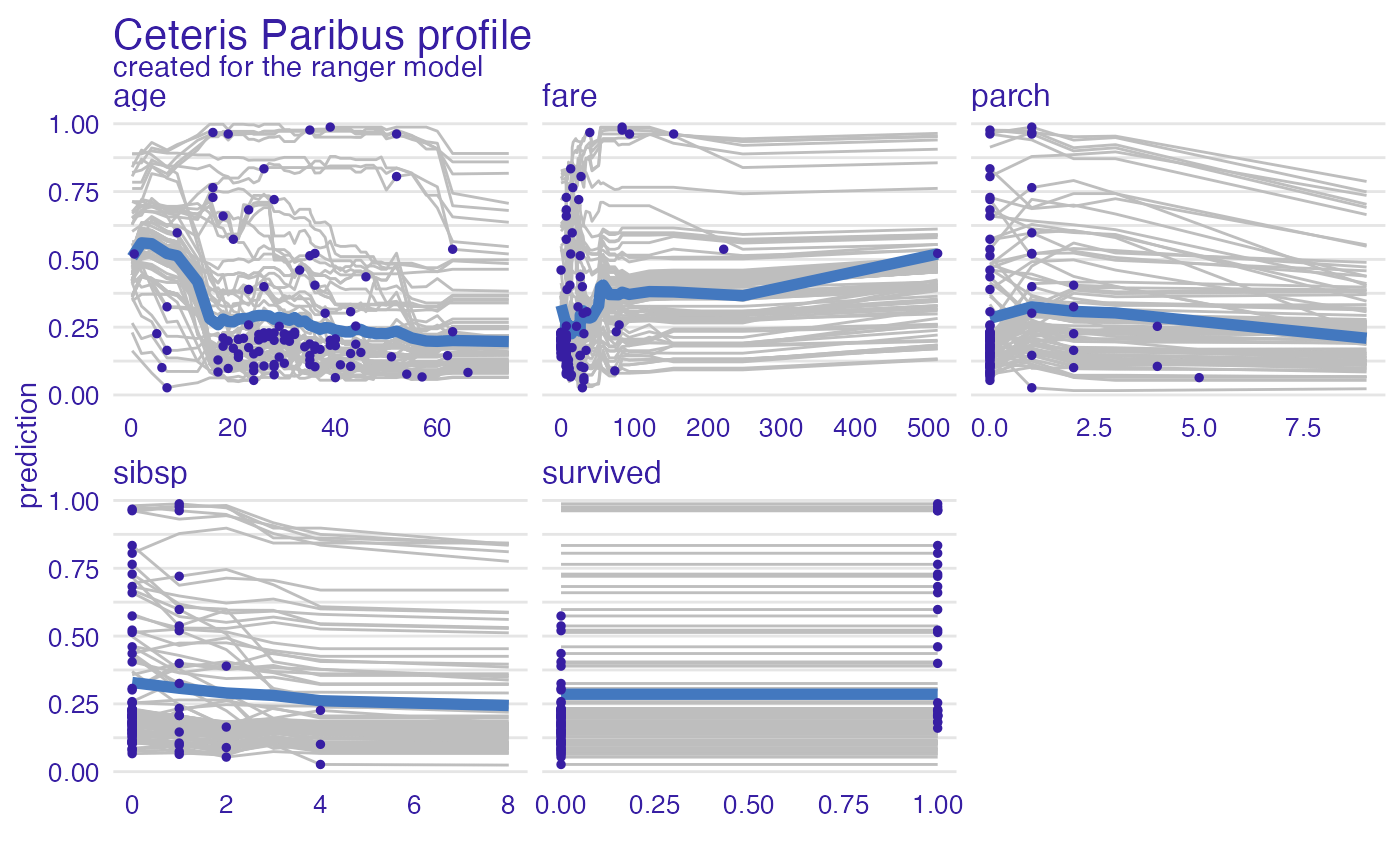 Ceteris Paribus profile
created for the ranger model
age
fare
parch
1.00
0.75
0.50
0.25
0.00
0 20 40 60
0 100 200 300 400 500
0.0 2.5 5.0 7.5
prediction
sibsp
survived
1.00
0.75
0.50
0.25
0.00
0 2 4 6 8
0.00 0.25 0.50 0.75 1.00